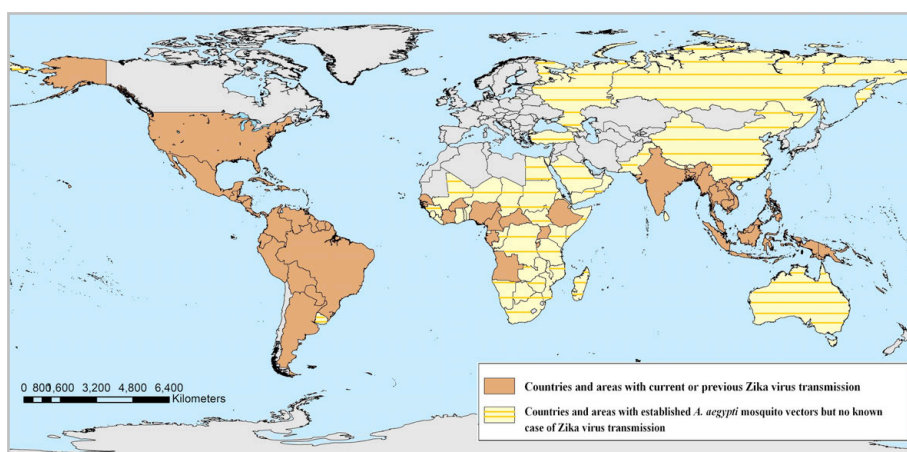 0 800 1,600 3,200 4,800 6,400
Kilometers
Countries and areas with current or previous Zika virus transmission
Countries and areas with established A. aegypti mosquito vectors but no known
case of Zika virus transmission